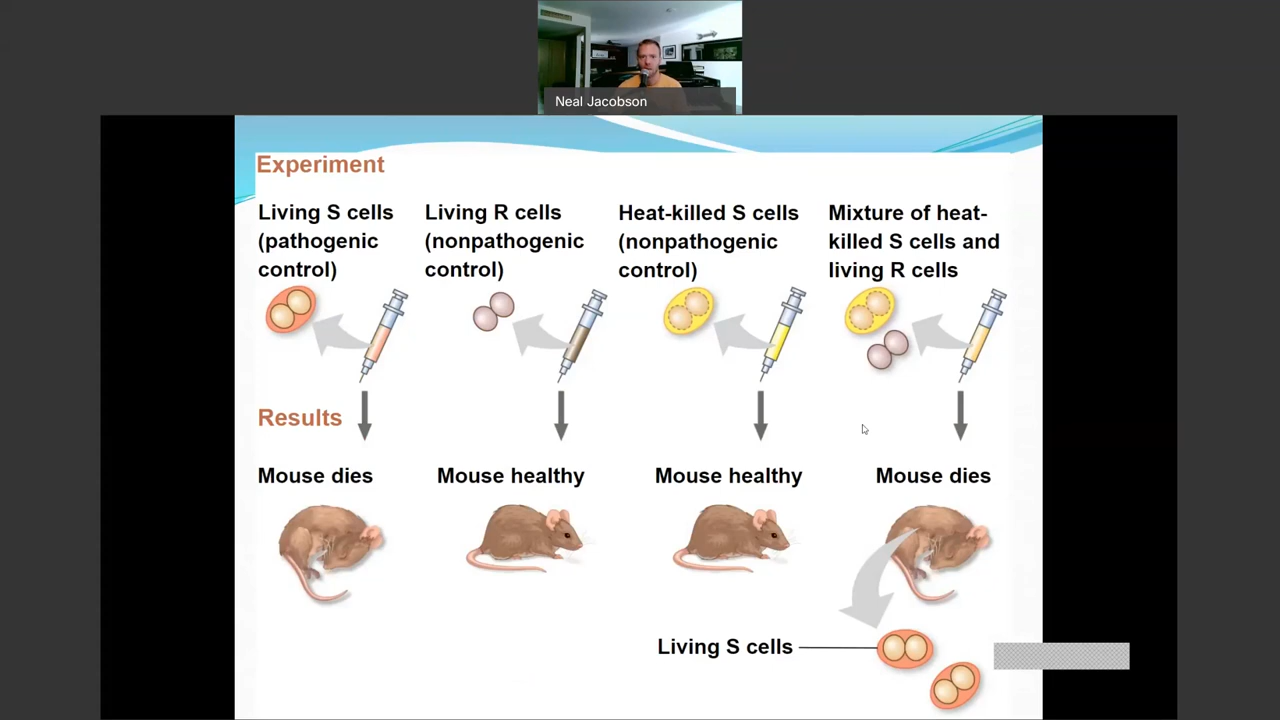 Neal Jacobson
Experiment
Living S cells
(pathogenic
control)
Living R cells
(nonpathogenic
control)
Heat-killed S cells
(nonpathogenic
control)
Mixture of heat-
killed S cells and
living R cells
Results
Mouse dies
Mouse healthy
Mouse healthy
Mouse dies
Living S cells